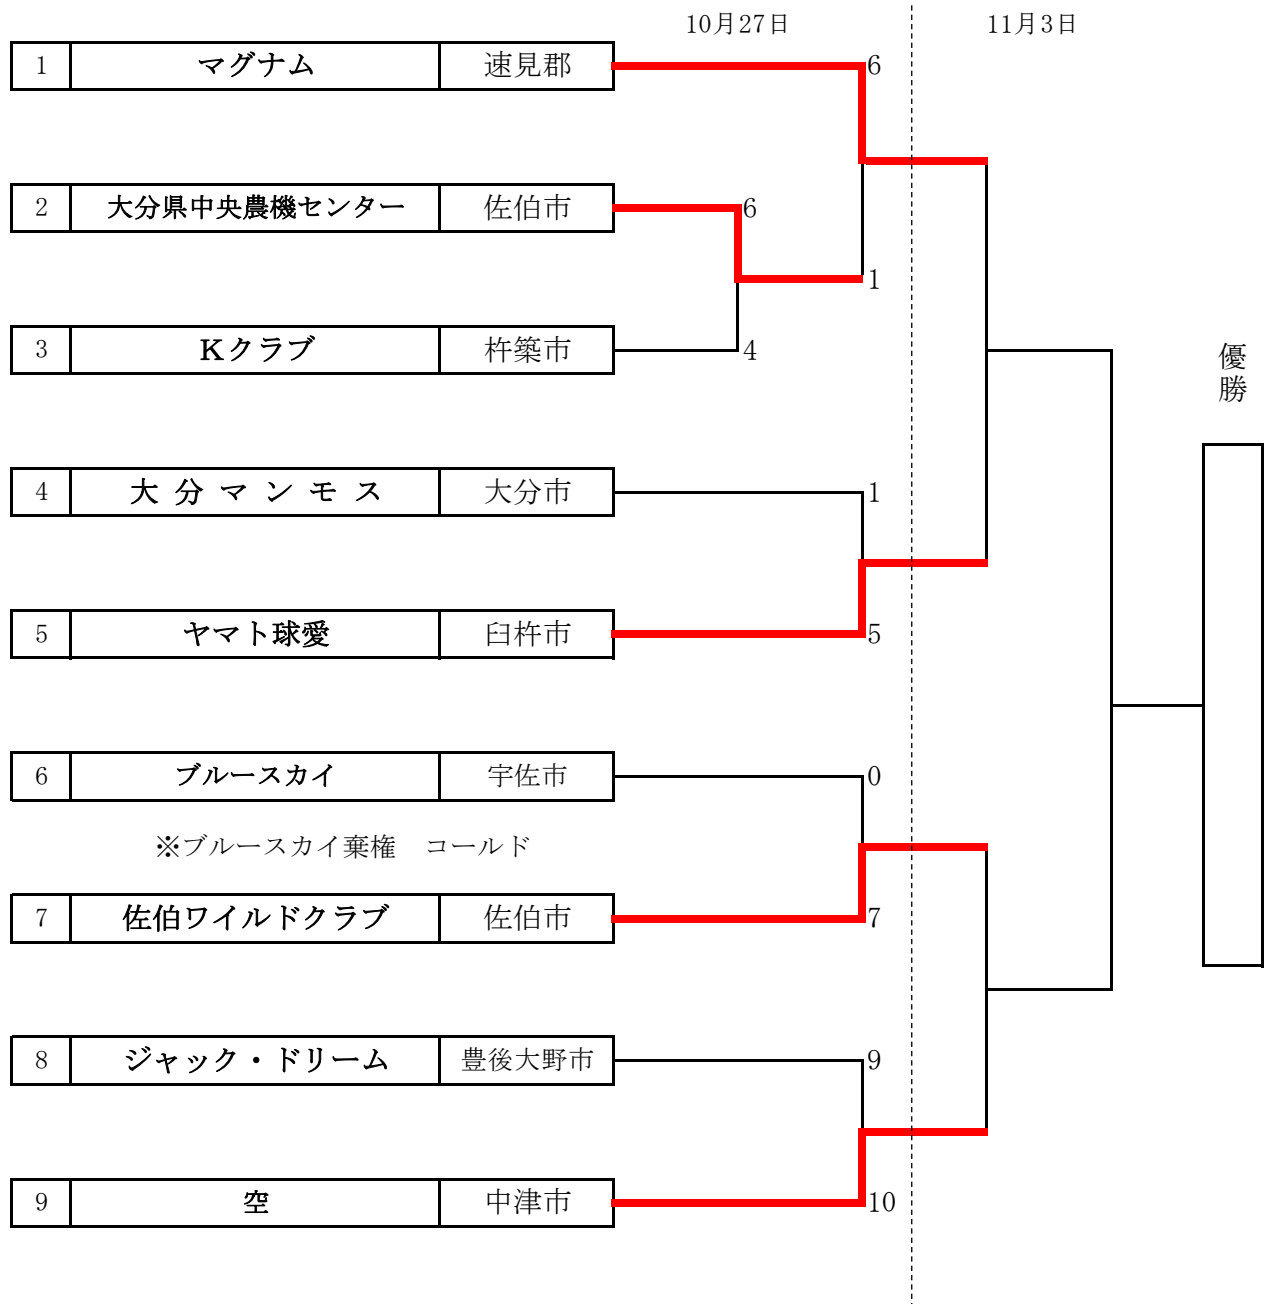 10月27日 11月3日
1 マグナム 速見郡 6
2 大分県中央農機センター 佐伯市 6
1
3 Kクラブ 杵築市 4
優勝
4 大分マンモス 大分市 1
5 ヤマト球愛 臼杵市 5
6 ブルースカイ 宇佐市 0
※ブルースカイ棄権　コールド
7 佐伯ワイルドクラブ 佐伯市 7
8 ジャック・ドリーム 豊後大野市 9
9 空 中津市 10